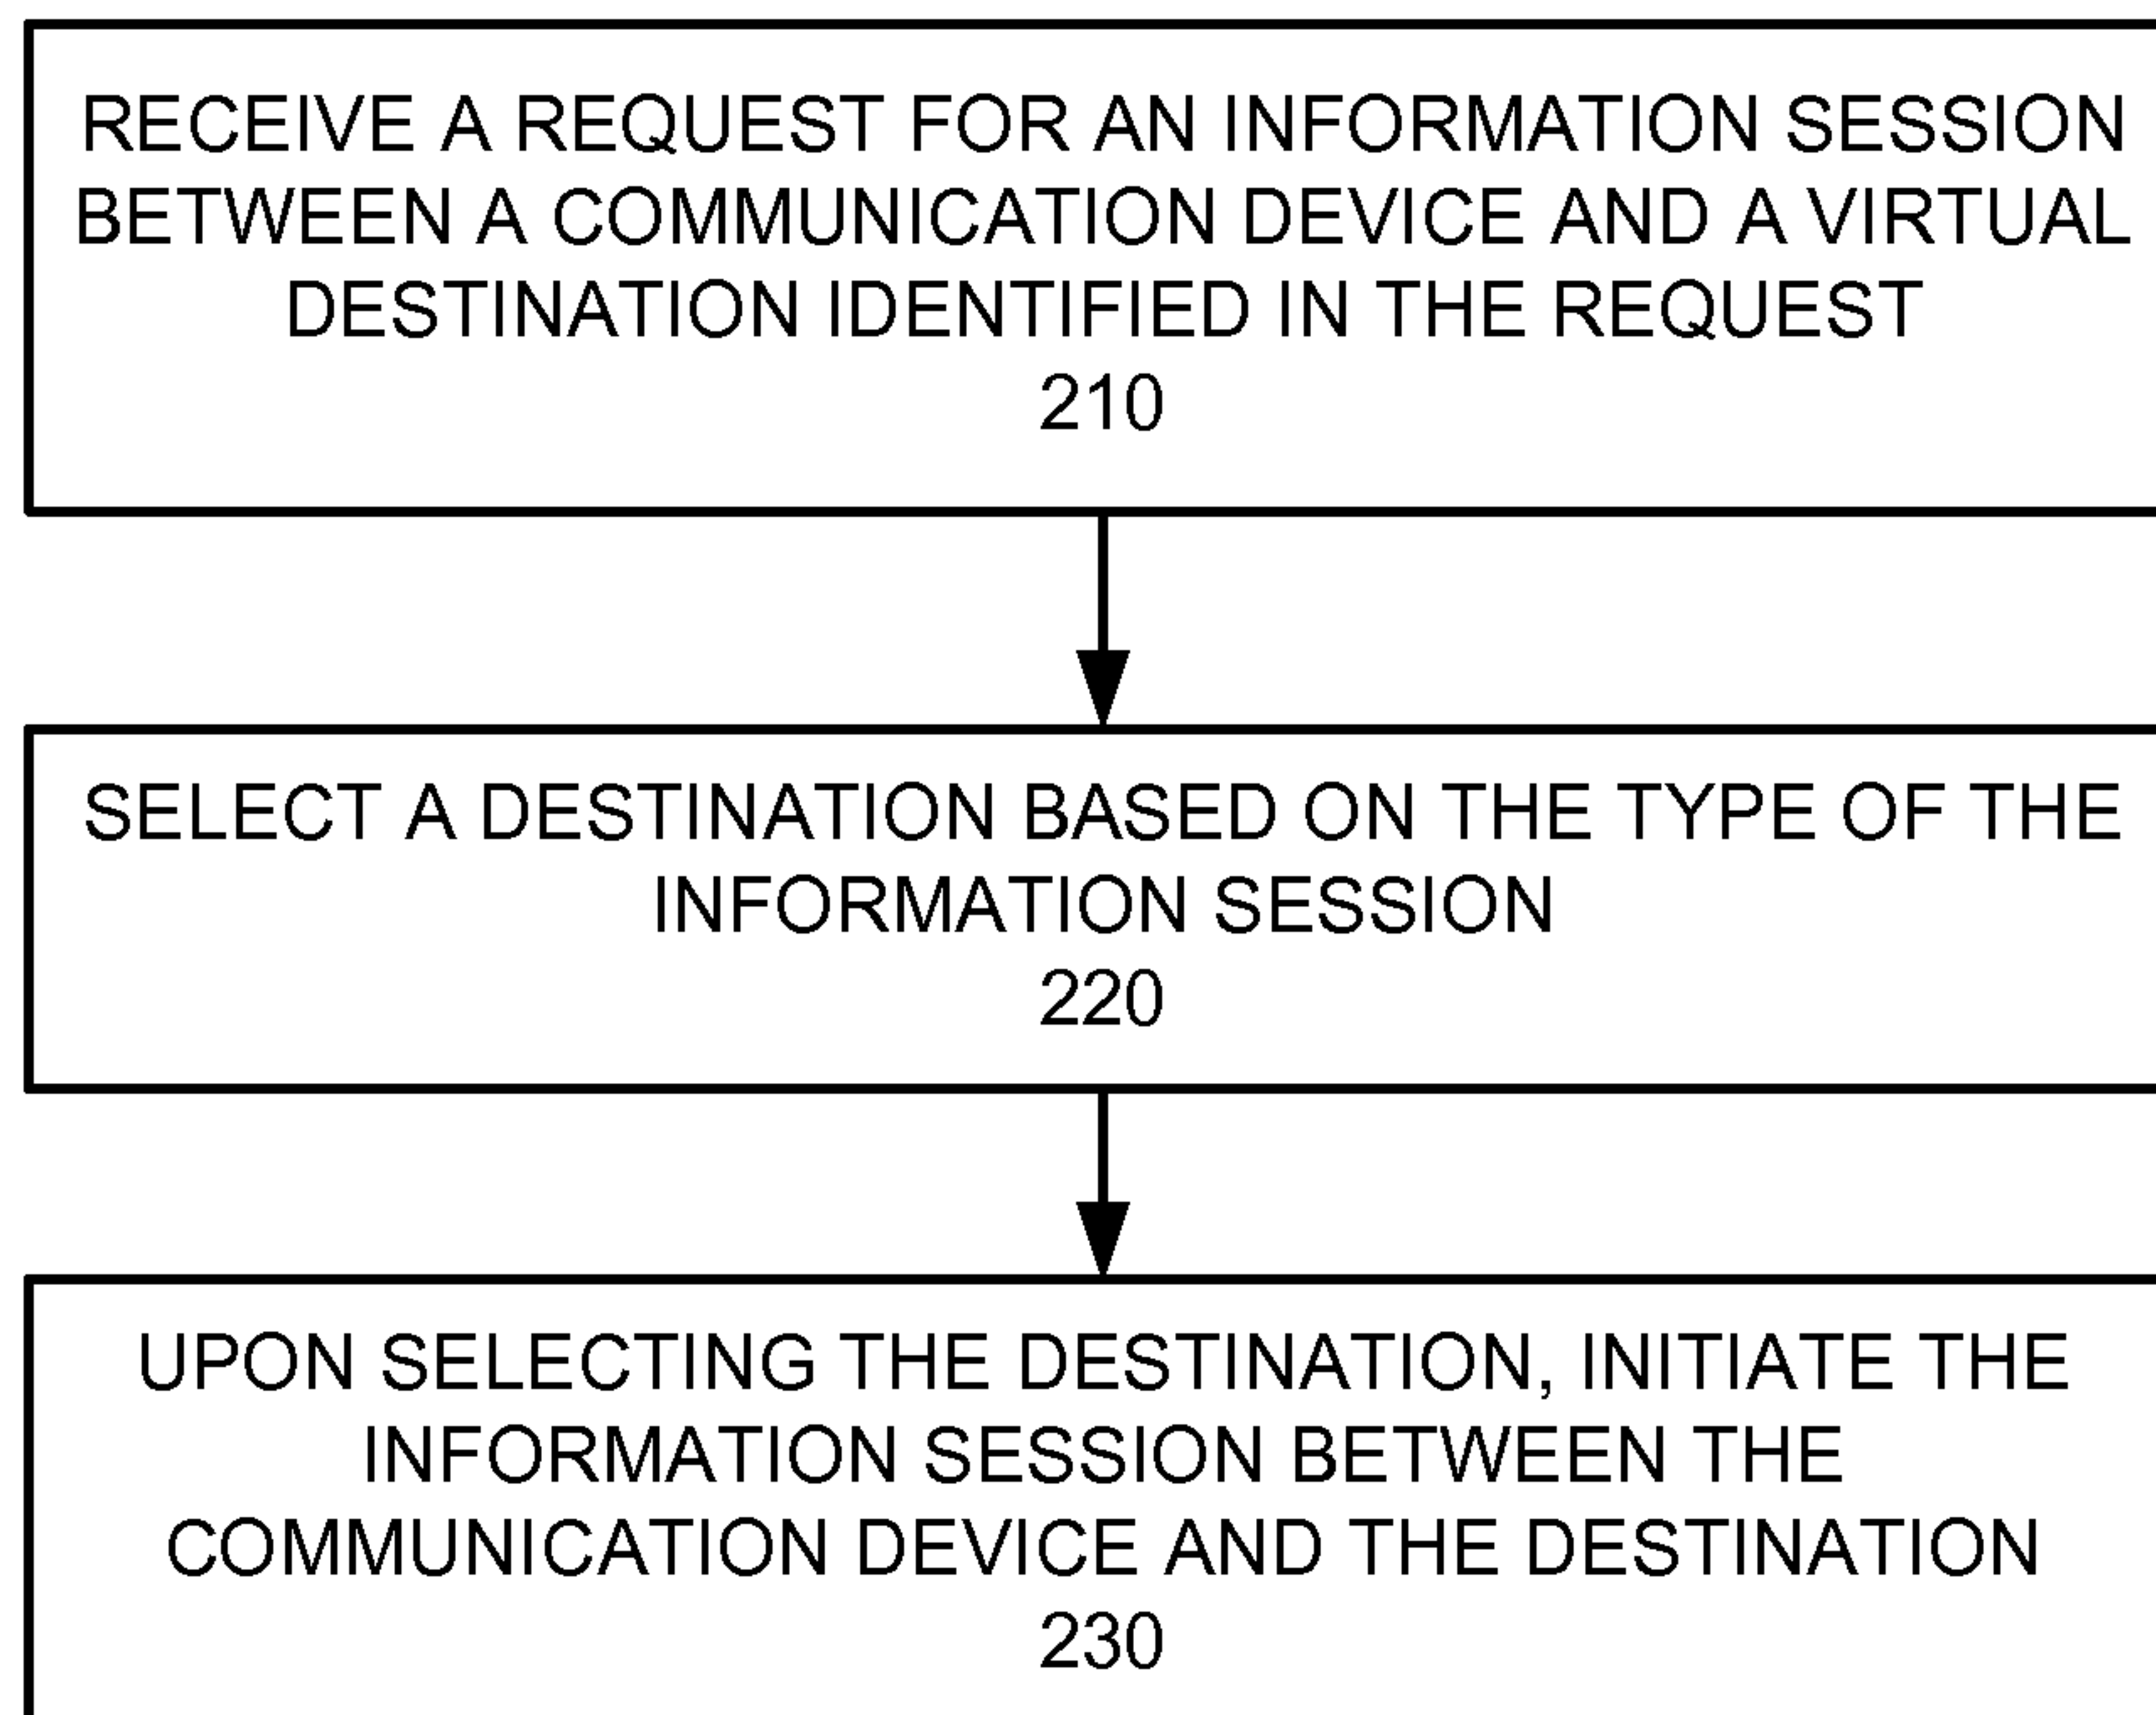 RECEIVE A REQUEST FOR AN INFORMATION SESSION
BETWEEN A COMMUNICATION DEVICE AND A VIRTUAL
DESTINATION IDENTIFIED IN THE REQUEST
210
SELECT A DESTINATION BASED ON THE TYPE OF THE
INFORMATION SESSION
220
UPON SELECTING THE DESTINATION, INITIATE THE
INFORMATION SESSION BETWEEN THE
COMMUNICATION DEVICE AND THE DESTINATION
230